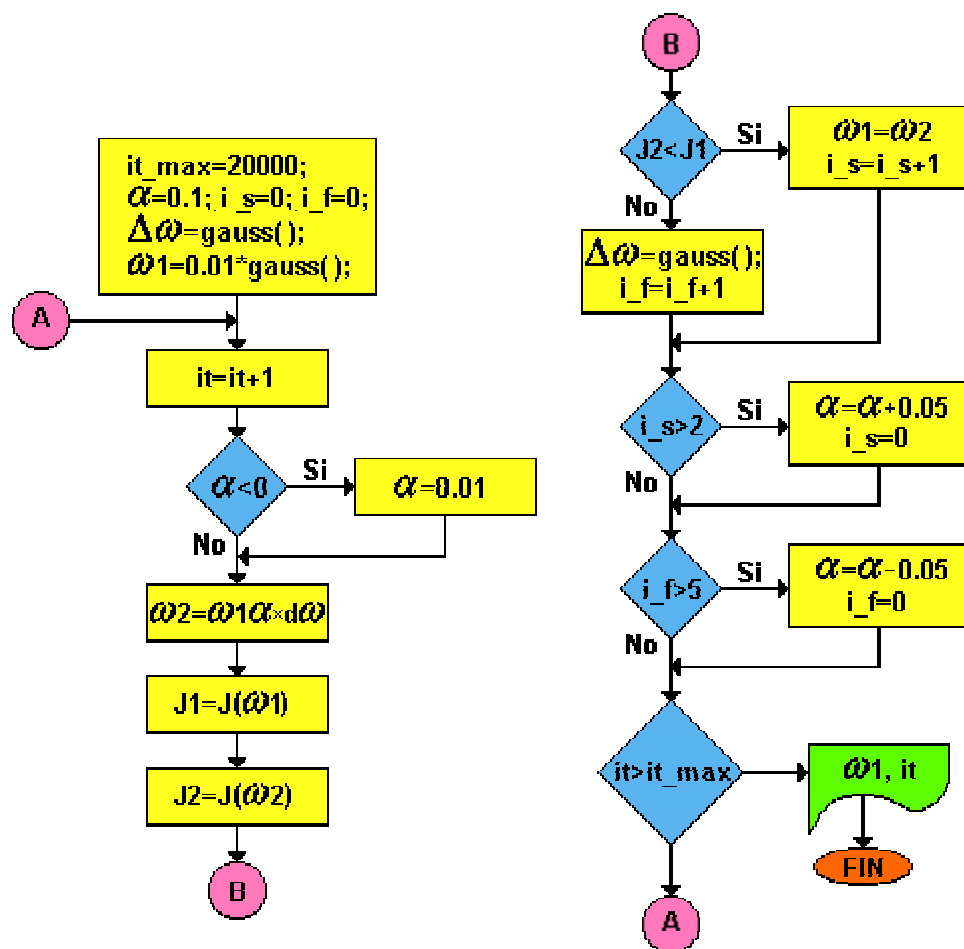 it_max=20000;
α=0.1; i_s=0; i_f=0;
Δω=gauss();
ω1=0.01*gauss();
A
it=it+1
α<0
Si
α=0.01
No
ω2=ω1α×dω
J1=J(ω1)
J2=J(ω2)
B
B
J2<J1
Si
ω1=ω2
i_s=i_s+1
No
Δω=gauss();
i_f=i_f+1
i_s>2
Si
α=α+0.05
i_s=0
No
i_f>5
Si
α=α-0.05
i_f=0
No
it>it_max
ω1, it
FIN
A